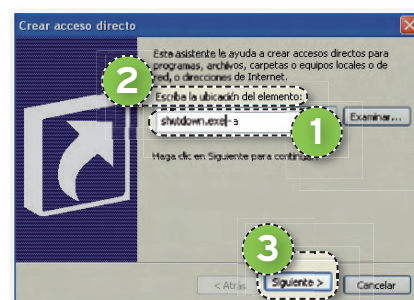 Crear acceso directo
Este asistente le ayuda a crear accesos directos para
programas, archivos, carpetas o equipos locales o de
red, o direcciones de Internet.
2
Escriba la ubicación del elemento:
shutdown.exe -a
Examinar...
1
Haga clic en Siguiente para continuar.
3
< Atrás
Siguiente >
Cancelar